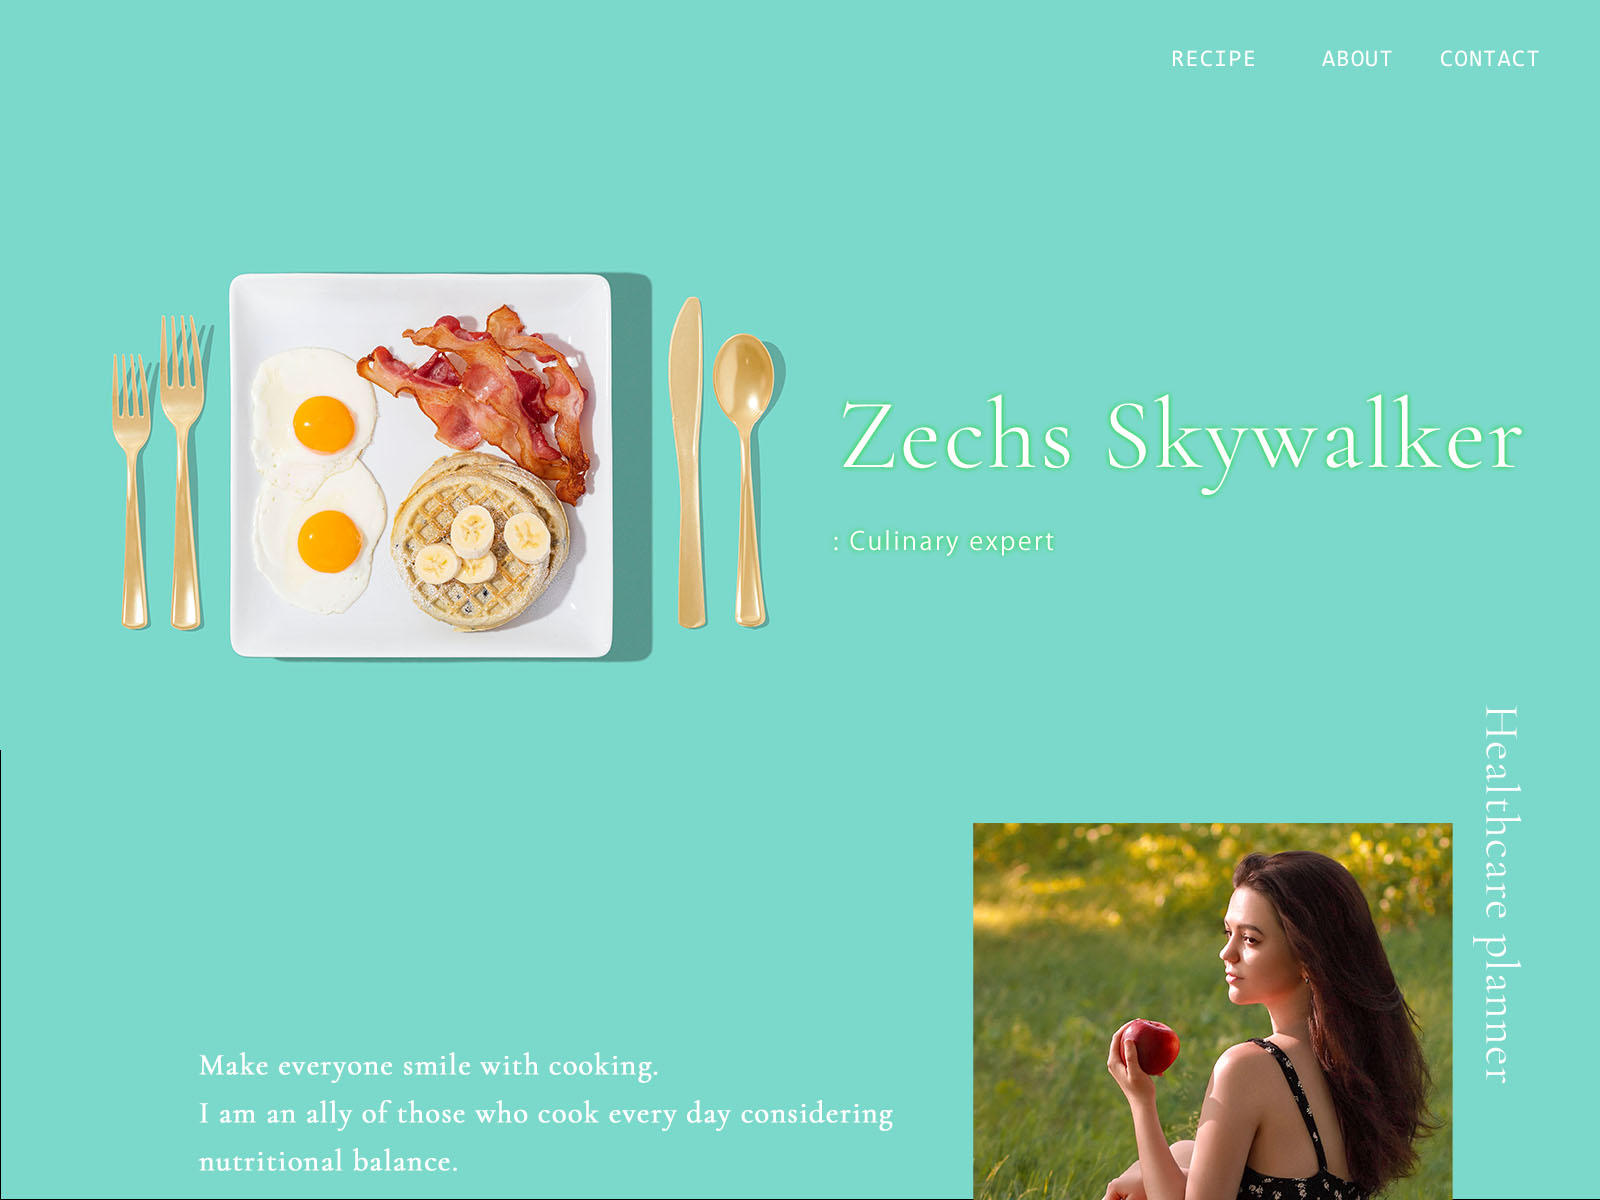 RECIPE ABOUT CONTACT
Zechs Skywalker
: Culinary expert
Healthcare planner
Make everyone smile with cooking.
I am an ally of those who cook every day considering
nutritional balance.